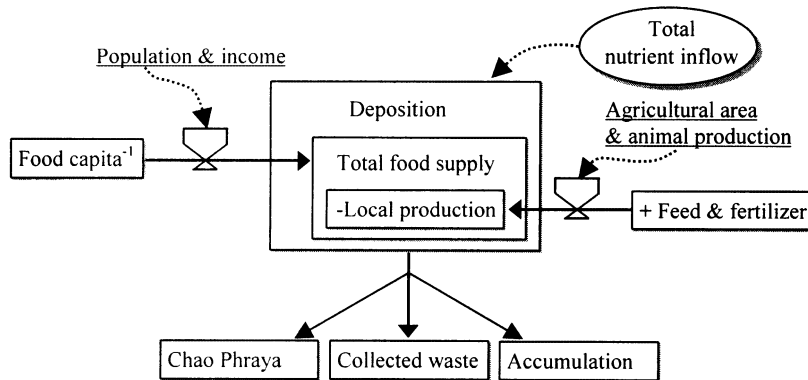 Total
nutrient inflow
Population & income
Deposition
Agricultural area
& animal production
Food capita⁻¹
Total food supply
-Local production
+ Feed & fertilizer
Chao Phraya
Collected waste
Accumulation